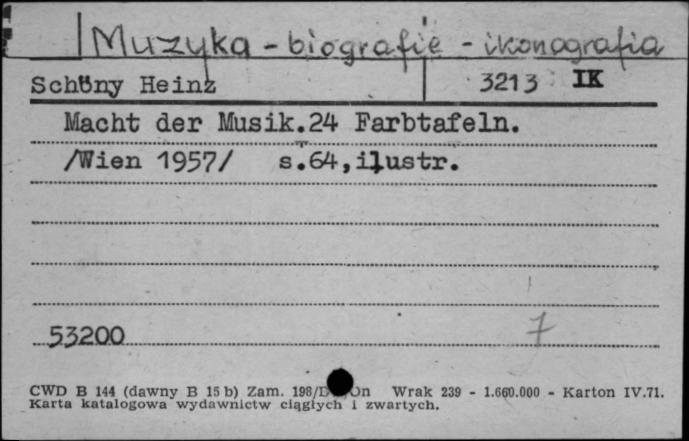 Muzyka - biografie - ikonografia
Schöny Heinz 3213 IK
Macht der Musik.24 Farbtafeln.
/Wien 1957/ s.64,ilustr.
53200 7
CWD B 144 (dawny B 15 b) Zam. 198/D On Wrak 239 - 1.660.000 - Karton IV.71.
Karta katalogowa wydawnictw ciągłych i zwartych.